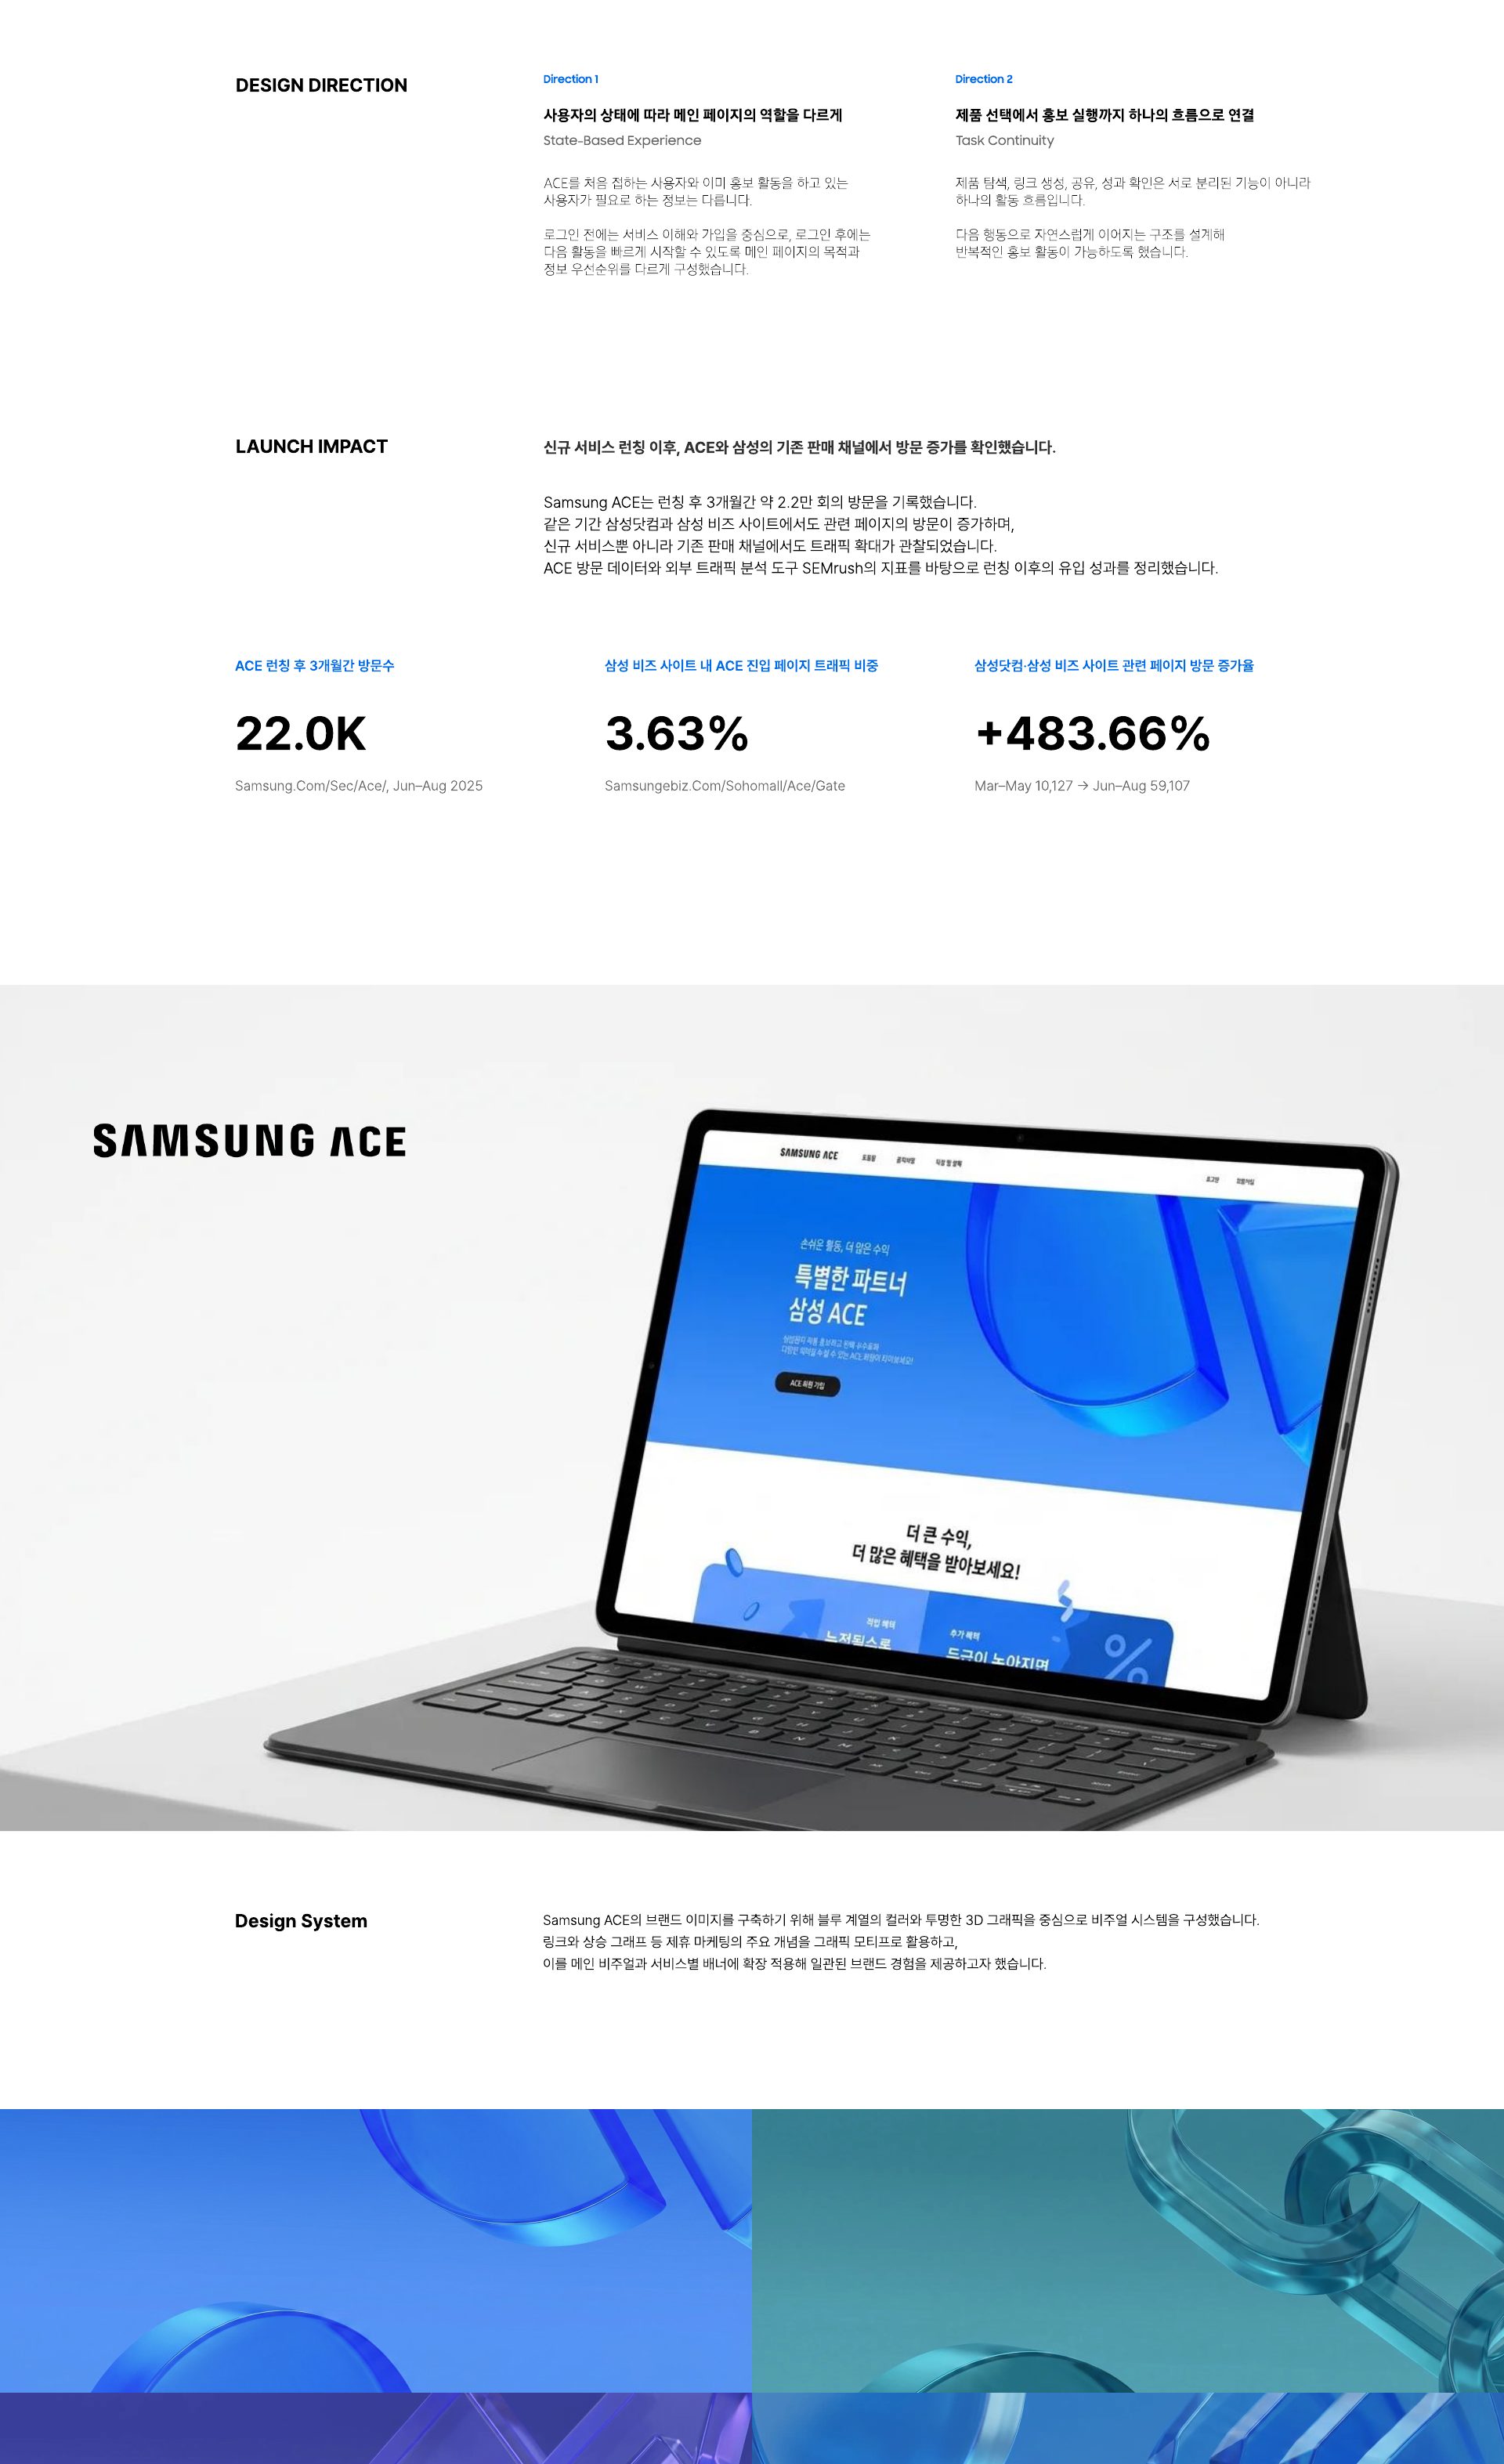 DESIGN DIRECTION
Direction 1
사용자의 상태에 따라 메인 페이지의 역할을 다르게
State-Based Experience
ACE를 처음 접하는 사용자와 이미 홍보 활동을 하고 있는
사용자가 필요로 하는 정보는 다릅니다.
로그인 전에는 서비스 이해와 가입을 중심으로, 로그인 후에는
다음 활동을 빠르게 시작할 수 있도록 메인 페이지의 목적과
정보 우선순위를 다르게 구성했습니다.
Direction 2
제품 선택에서 홍보 실행까지 하나의 흐름으로 연결
Task Continuity
제품 탐색, 링크 생성, 공유, 성과 확인은 서로 분리된 기능이 아니라
하나의 활동 흐름입니다.
다음 행동으로 자연스럽게 이어지는 구조를 설계해
반복적인 홍보 활동이 가능하도록 했습니다.
LAUNCH IMPACT
신규 서비스 런칭 이후, ACE와 삼성의 기존 판매 채널에서 방문 증가를 확인했습니다.
Samsung ACE는 런칭 후 3개월간 약 2.2만 회의 방문을 기록했습니다.
같은 기간 삼성닷컴과 삼성 비즈 사이트에서도 관련 페이지의 방문이 증가하며,
신규 서비스뿐 아니라 기존 판매 채널에서도 트래픽 확대가 관찰되었습니다.
ACE 방문 데이터와 외부 트래픽 분석 도구 SEMrush의 지표를 바탕으로 런칭 이후의 유입 성과를 정리했습니다.
ACE 런칭 후 3개월간 방문수
22.0K
Samsung.Com/Sec/Ace/, Jun–Aug 2025
삼성 비즈 사이트 내 ACE 진입 페이지 트래픽 비중
3.63%
Samsungebiz.Com/Sohomall/Ace/Gate
삼성닷컴·삼성 비즈 사이트 관련 페이지 방문 증가율
+483.66%
Mar–May 10,127 → Jun–Aug 59,107
SAMSUNG ACE
SAMSUNG ACE 도움말 공지사항
로그인 회원가입
손쉬운 활동, 더 많은 수익
특별한 파트너
삼성 ACE
ACE 회원 가입
더 큰 수익,
더 많은 혜택을 받아보세요!
추가 혜택
등급이 높아지면
%
Design System
Samsung ACE의 브랜드 이미지를 구축하기 위해 블루 계열의 컬러와 투명한 3D 그래픽을 중심으로 비주얼 시스템을 구성했습니다.
링크와 상승 그래프 등 제휴 마케팅의 주요 개념을 그래픽 모티프로 활용하고,
이를 메인 비주얼과 서비스별 배너에 확장 적용해 일관된 브랜드 경험을 제공하고자 했습니다.